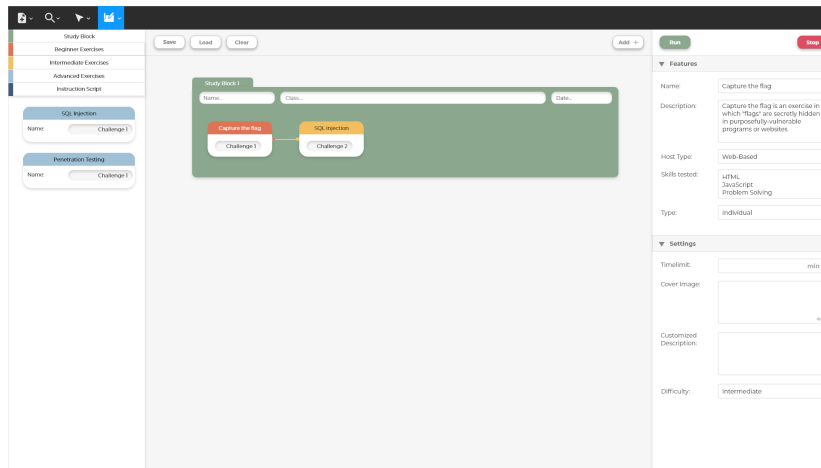 Study Block
Beginner Exercises
Intermediate Exercises
Advanced Exercises
Instruction Script
SQL Injection
Name: Challenge 1
Penetration Testing
Name: Challenge 1
Save Load Clear Add +
Study Block 1
Name... Class... Date...
Capture the flag SQL Injection
Challenge 1 Challenge 2
Run Stop
Features
Name: Capture the flag
Description: Capture the flag is an exercise in
which "flags" are secretly hidden
in purposefully-vulnerable
programs or websites
Host Type: Web-Based
Skills tested: HTML
JavaScript
Problem Solving
Type: Individual
Settings
Timelimit: min
Cover Image:
Customized
Description:
Difficulty: Intermediate